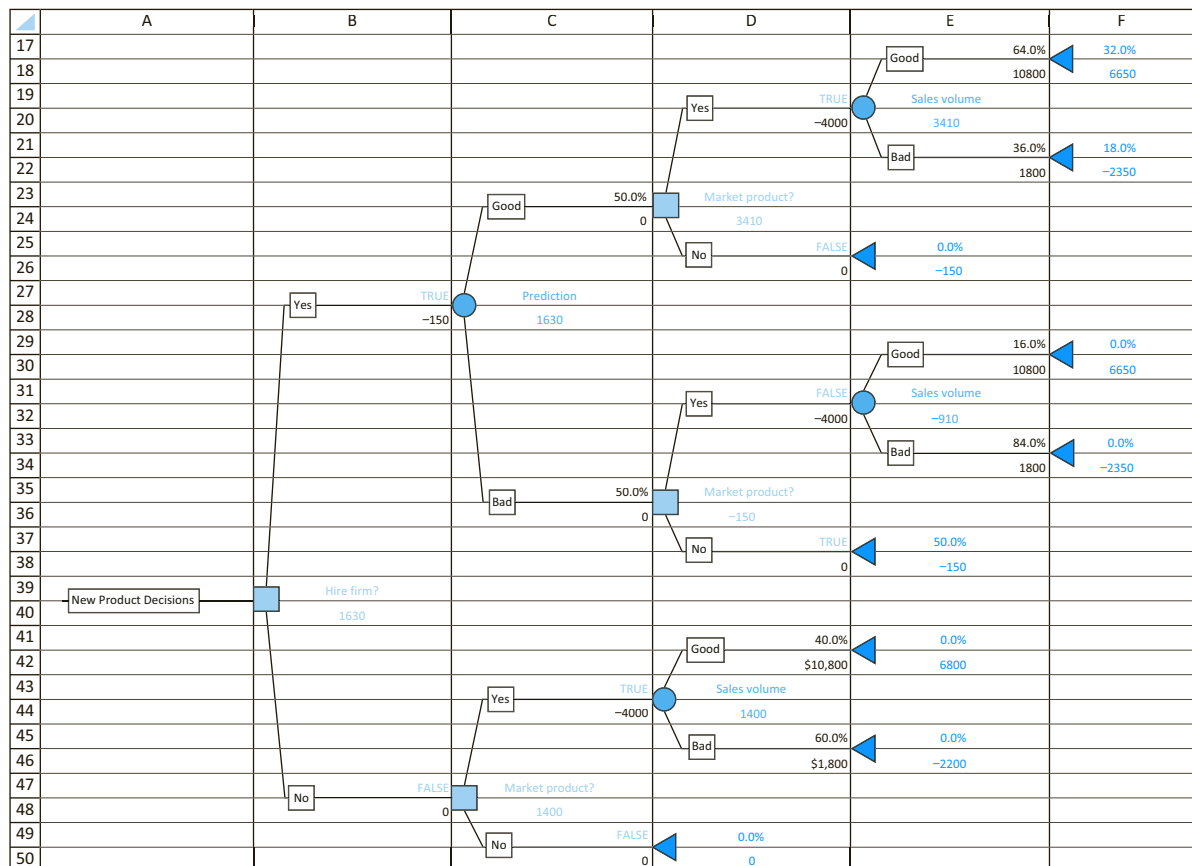 A B C D E F
17 64.0% 32.0%
Good
18 10800 6650
19 TRUE Sales volume
Yes
20 −4000 3410
21 36.0% 18.0%
Bad
22 1800 −2350
23 50.0% Market product?
Good
24 0 3410
25 FALSE 0.0%
No
26 0 −150
27 TRUE Prediction
Yes
28 −150 1630
29 16.0% 0.0%
Good
30 10800 6650
31 FALSE Sales volume
Yes
32 −4000 −910
33 84.0% 0.0%
Bad
34 1800 −2350
35 50.0% Market product?
Bad
36 0 −150
37 TRUE 50.0%
No
38 0 −150
39 Hire firm?
New Product Decisions
40 1630
41 40.0% 0.0%
Good
42 $10,800 6800
43 TRUE Sales volume
Yes
44 −4000 1400
45 60.0% 0.0%
Bad
46 $1,800 −2200
47 FALSE Market product?
No
48 0 1400
49 FALSE 0.0%
No
50 0 0